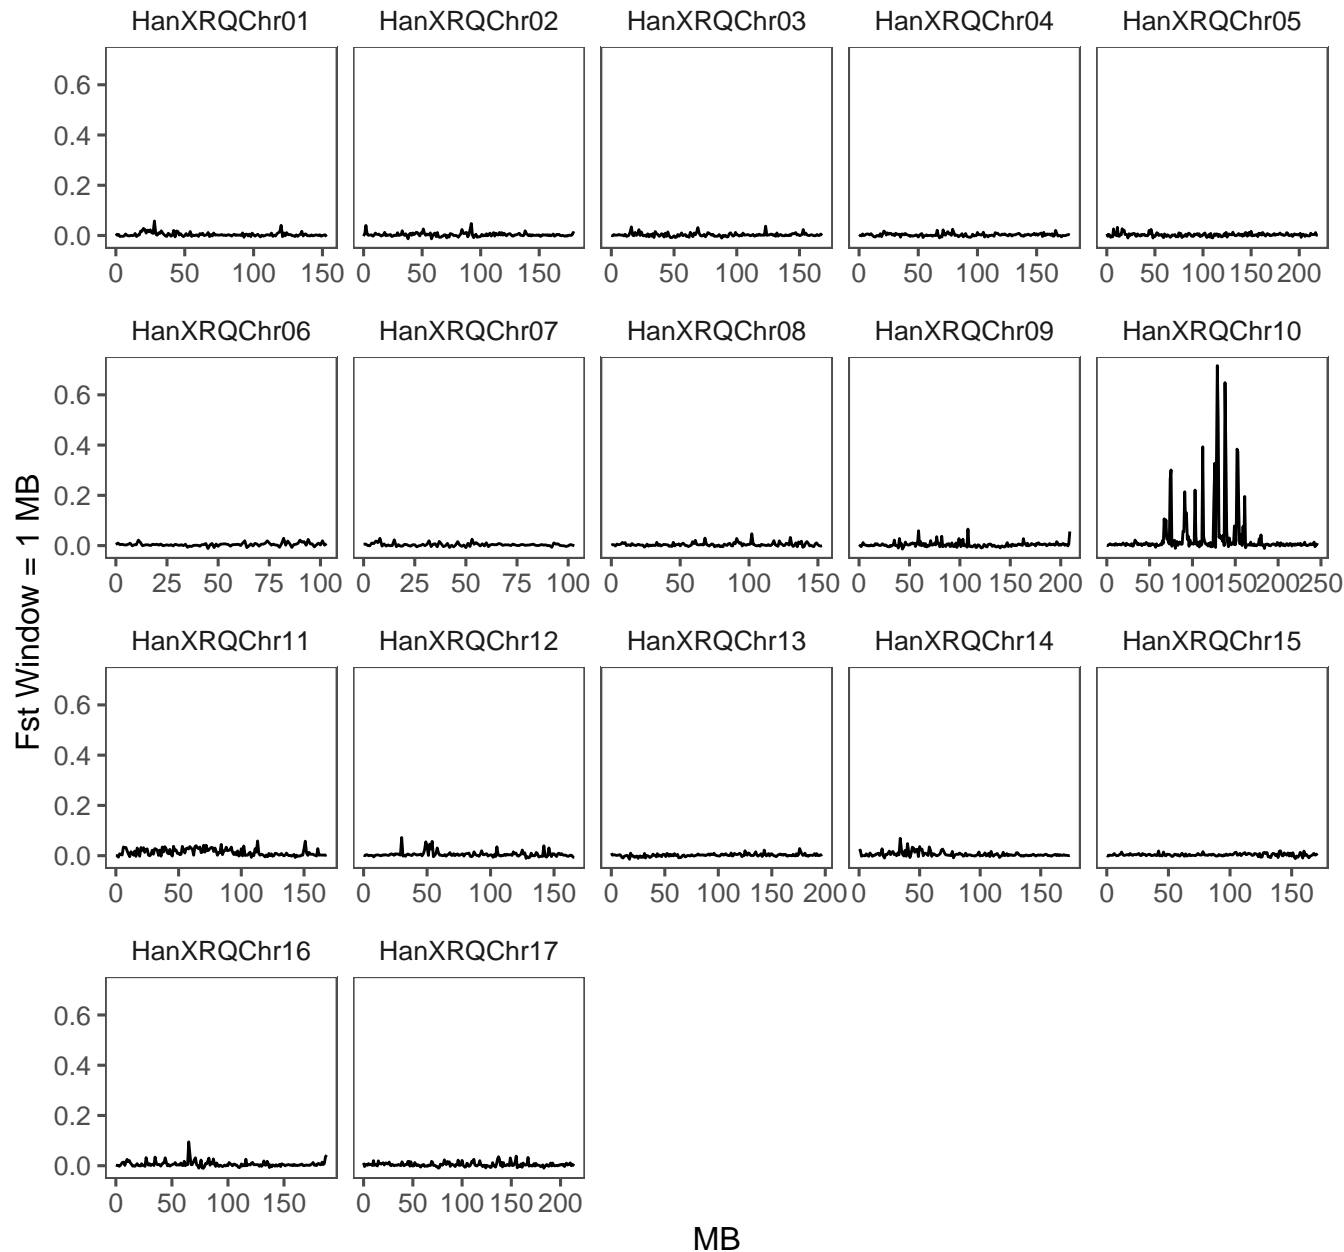 HanXRQChr01 HanXRQChr02 HanXRQChr03 HanXRQChr04 HanXRQChr05
0.6
0.4
0.2
0.0
0 50 100 150 0 50 100 150 0 50 100 150 0 50 100 150 0 50 100 150 200
HanXRQChr06 HanXRQChr07 HanXRQChr08 HanXRQChr09 HanXRQChr10
0.6
0.4
0.2
0.0
0 25 50 75 100 0 25 50 75 100 0 50 100 150 0 50 100 150 200 0 50 100 150 200 250
Fst Window = 1 MB
HanXRQChr11 HanXRQChr12 HanXRQChr13 HanXRQChr14 HanXRQChr15
0.6
0.4
0.2
0.0
0 50 100 150 0 50 100 150 0 50 100 150 200 0 50 100 150 0 50 100 150
HanXRQChr16 HanXRQChr17
0.6
0.4
0.2
0.0
0 50 100 150 0 50 100 150 200
MB